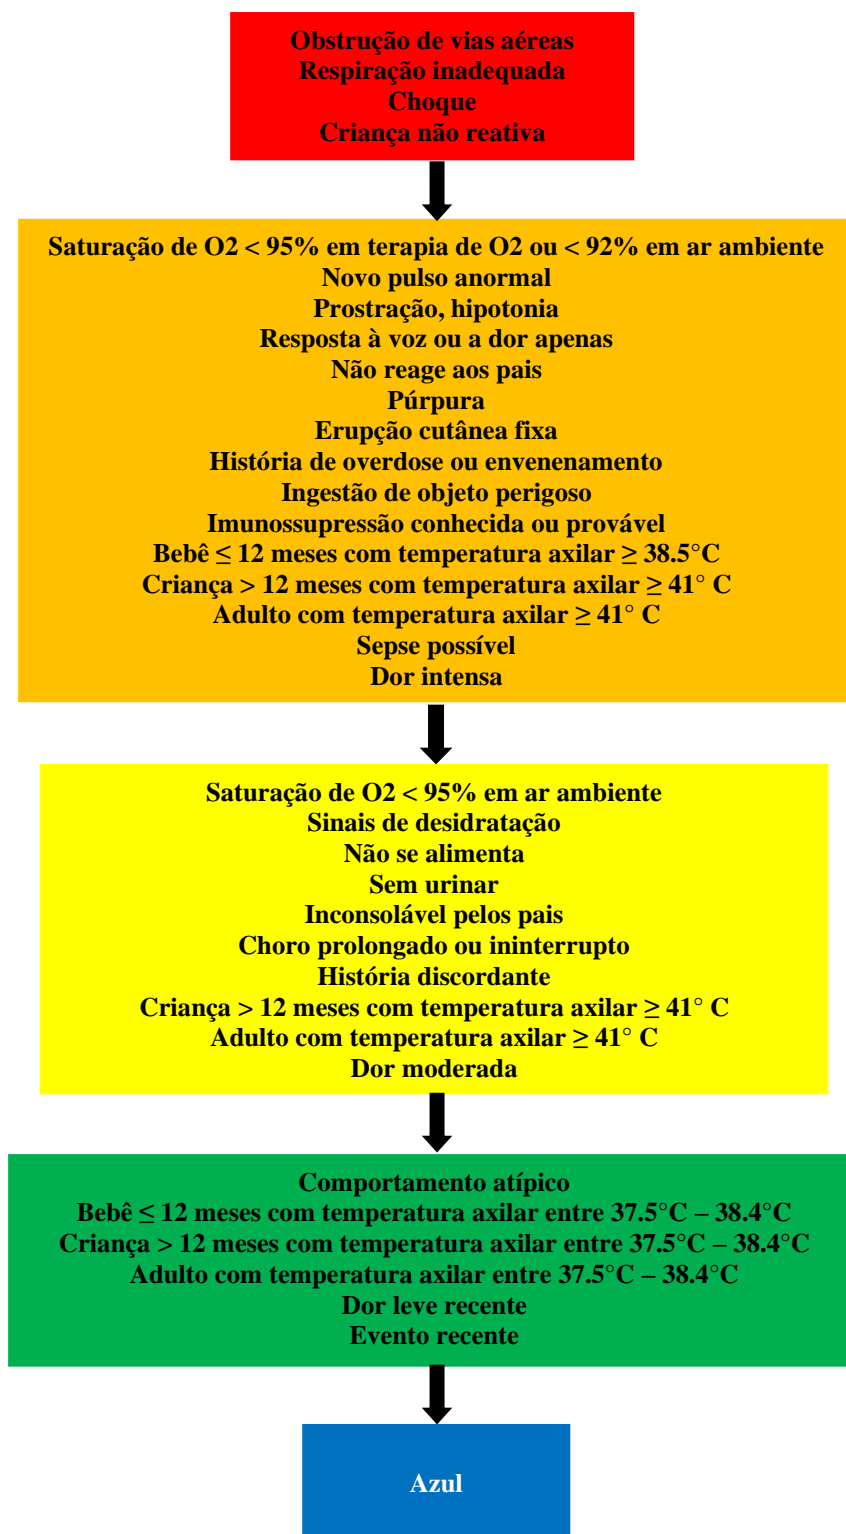 Obstrução de vias aéreas
Respiração inadequada
Choque
Criança não reativa
Saturação de O2 < 95% em terapia de O2 ou < 92% em ar ambiente
Novo pulso anormal
Prostração, hipotonia
Resposta à voz ou a dor apenas
Não reage aos pais
Púrpura
Erupção cutânea fixa
História de overdose ou envenenamento
Ingestão de objeto perigoso
Imunossupressão conhecida ou provável
Bebê ≤ 12 meses com temperatura axilar ≥ 38.5°C
Criança > 12 meses com temperatura axilar ≥ 41° C
Adulto com temperatura axilar ≥ 41° C
Sepse possível
Dor intensa
Saturação de O2 < 95% em ar ambiente
Sinais de desidratação
Não se alimenta
Sem urinar
Inconsolável pelos pais
Choro prolongado ou ininterrupto
História discordante
Criança > 12 meses com temperatura axilar ≥ 41° C
Adulto com temperatura axilar ≥ 41° C
Dor moderada
Comportamento atípico
Bebê ≤ 12 meses com temperatura axilar entre 37.5°C – 38.4°C
Criança > 12 meses com temperatura axilar entre 37.5°C – 38.4°C
Adulto com temperatura axilar entre 37.5°C – 38.4°C
Dor leve recente
Evento recente
Azul